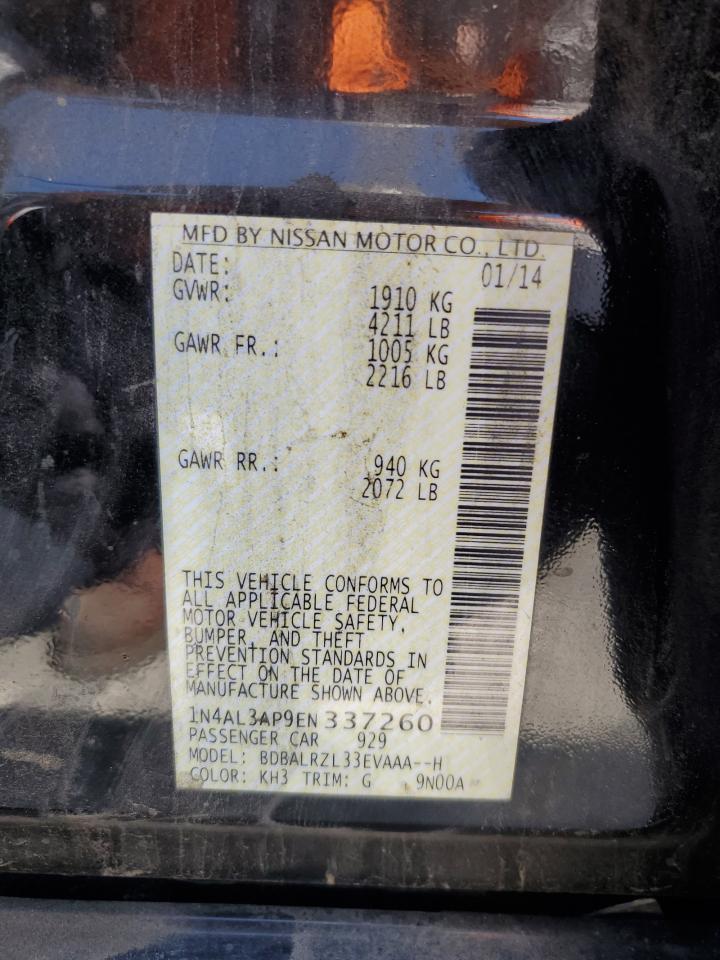 MFD BY NISSAN MOTOR CO., LTD.
DATE: 01/14
GVWR: 1910 KG
4211 LB
GAWR FR.: 1005 KG
2216 LB
GAWR RR.: 940 KG
2072 LB
THIS VEHICLE CONFORMS TO
ALL APPLICABLE FEDERAL
MOTOR VEHICLE SAFETY,
BUMPER, AND THEFT
PREVENTION STANDARDS IN
EFFECT ON THE DATE OF
MANUFACTURE SHOWN ABOVE.
1N4AL3AP9EN 337260
PASSENGER CAR 929
MODEL: BDBALRZL33EVAAA--H
COLOR: KH3 TRIM: G 9N00A